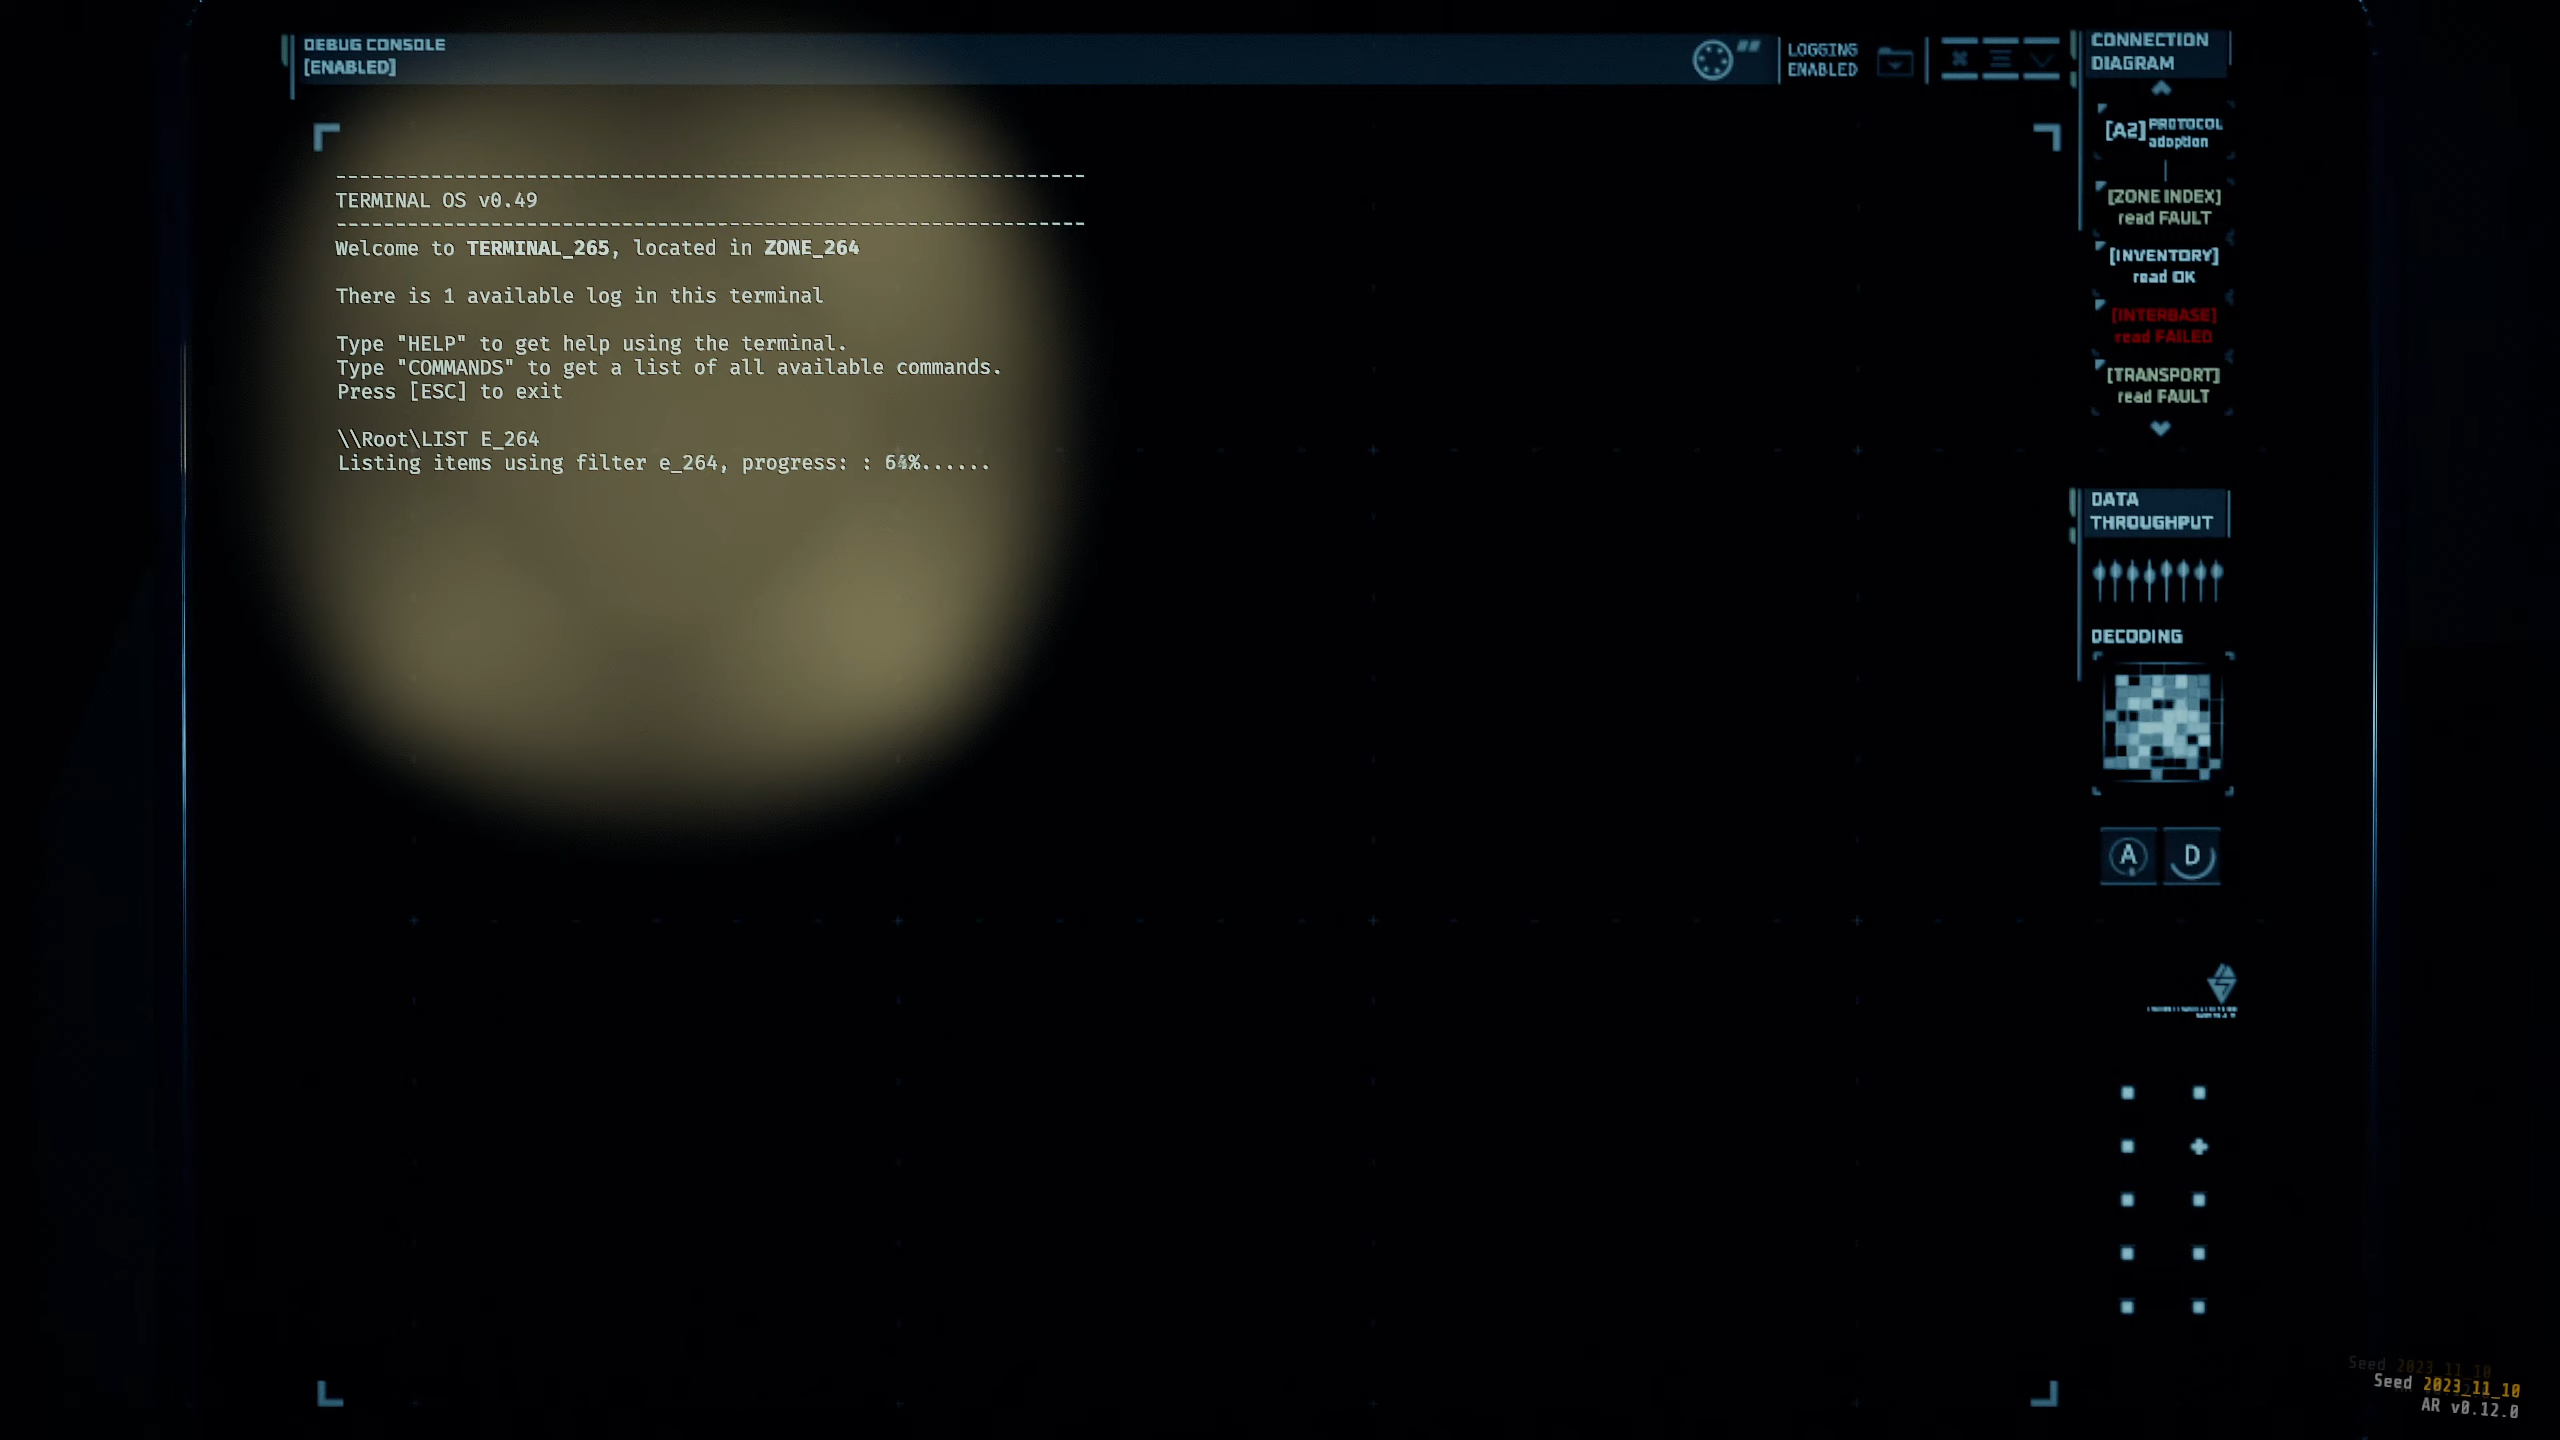 DEBUG CONSOLE
[ENABLED]
LOGGING
ENABLED
--------------------------------------------------------------
TERMINAL OS v0.49
--------------------------------------------------------------
Welcome to TERMINAL_265, located in ZONE_264
There is 1 available log in this terminal
Type "HELP" to get help using the terminal.
Type "COMMANDS" to get a list of all available commands.
Press [ESC] to exit
\\Root\LIST E_264
Listing items using filter e_264, progress: :
CONNECTION
DIAGRAM
[A2] PROTOCOL
adoption
[ZONE INDEX]
read FAULT
[INVENTORY]
read OK
[INTERBASE]
read FAILED
[TRANSPORT]
read FAULT
DATA
THROUGHPUT
DECODING
A D
Seed 2023_11_10
Seed 2023_11_10
AR v0.12.0